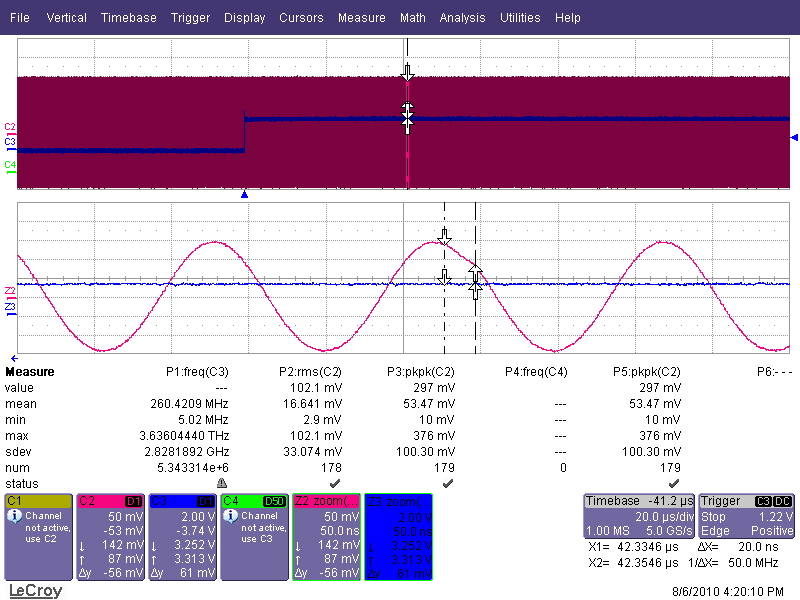 File Vertical Timebase Trigger Display Cursors Measure Math Analysis Utilities Help
C2
C3
C4
Z2
Z3
Measure P1:freq(C3) P2:rms(C2) P3:pkpk(C2) P4:freq(C4) P5:pkpk(C2) P6:- - -
value --- 102.1 mV 297 mV 297 mV
mean 260.4209 MHz 16.641 mV 53.47 mV --- 53.47 mV
min 5.02 MHz 2.9 mV 10 mV --- 10 mV
max 3.63604440 THz 102.1 mV 376 mV --- 376 mV
sdev 2.8281892 GHz 33.074 mV 100.30 mV --- 100.30 mV
num 5.343314e+6 178 179 0 179
status
C1
Channel
not active,
use C2
C2 D1
50 mV
-53 mV
↓ 142 mV
↑ 87 mV
Δy -56 mV
C3 D1
2.00 V
-3.74 V
↓ 3.252 V
↑ 3.313 V
Δy 61 mV
C4 D50
Channel
not active,
use C3
Z2 zoom(...
50 mV
50.0 ns
↓ 142 mV
↑ 87 mV
Δy -56 mV
Z3 zoom(...
2.00 V
50.0 ns
↓ 3.252 V
↑ 3.313 V
Δy 61 mV
Timebase -41.2 µs
20.0 µs/div
1.00 MS 5.0 GS/s
Trigger C3 DC
Stop 1.22 V
Edge Positive
X1= 42.3346 µs ΔX= 20.0 ns
X2= 42.3546 µs 1/ΔX= 50.0 MHz
LeCroy
8/6/2010 4:20:10 PM